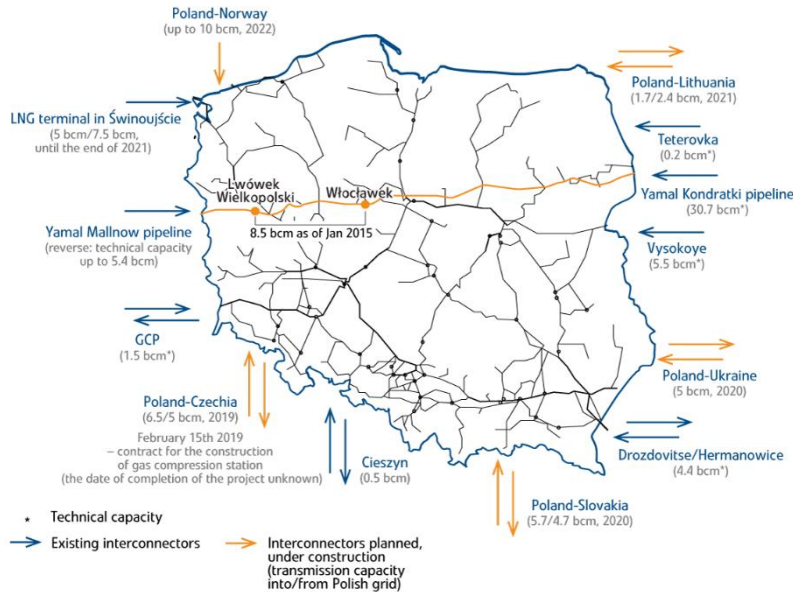 Poland-Norway
(up to 10 bcm, 2022)
Poland-Lithuania
(1.7/2.4 bcm, 2021)
LNG terminal in Świnoujście
(5 bcm/7.5 bcm,
until the end of 2021)
Teterovka
(0.2 bcm*)
Lwówek
Wielkopolski
Włocławek
Yamal Kondratki pipeline
(30.7 bcm*)
Yamal Mallnow pipeline
(reverse: technical capacity
up to 5.4 bcm)
8.5 bcm as of Jan 2015
Vysokoye
(5.5 bcm*)
GCP
(1.5 bcm*)
Poland-Ukraine
(5 bcm, 2020)
Poland-Czechia
(6.5/5 bcm, 2019)
February 15th 2019
– contract for the construction
of gas compression station
(the date of completion of the project unknown)
Cieszyn
(0.5 bcm)
Drozdovitse/Hermanowice
(4.4 bcm*)
Poland-Slovakia
(5.7/4.7 bcm, 2020)
* Technical capacity
Existing interconnectors
Interconnectors planned,
under construction
(transmission capacity
into/from Polish grid)